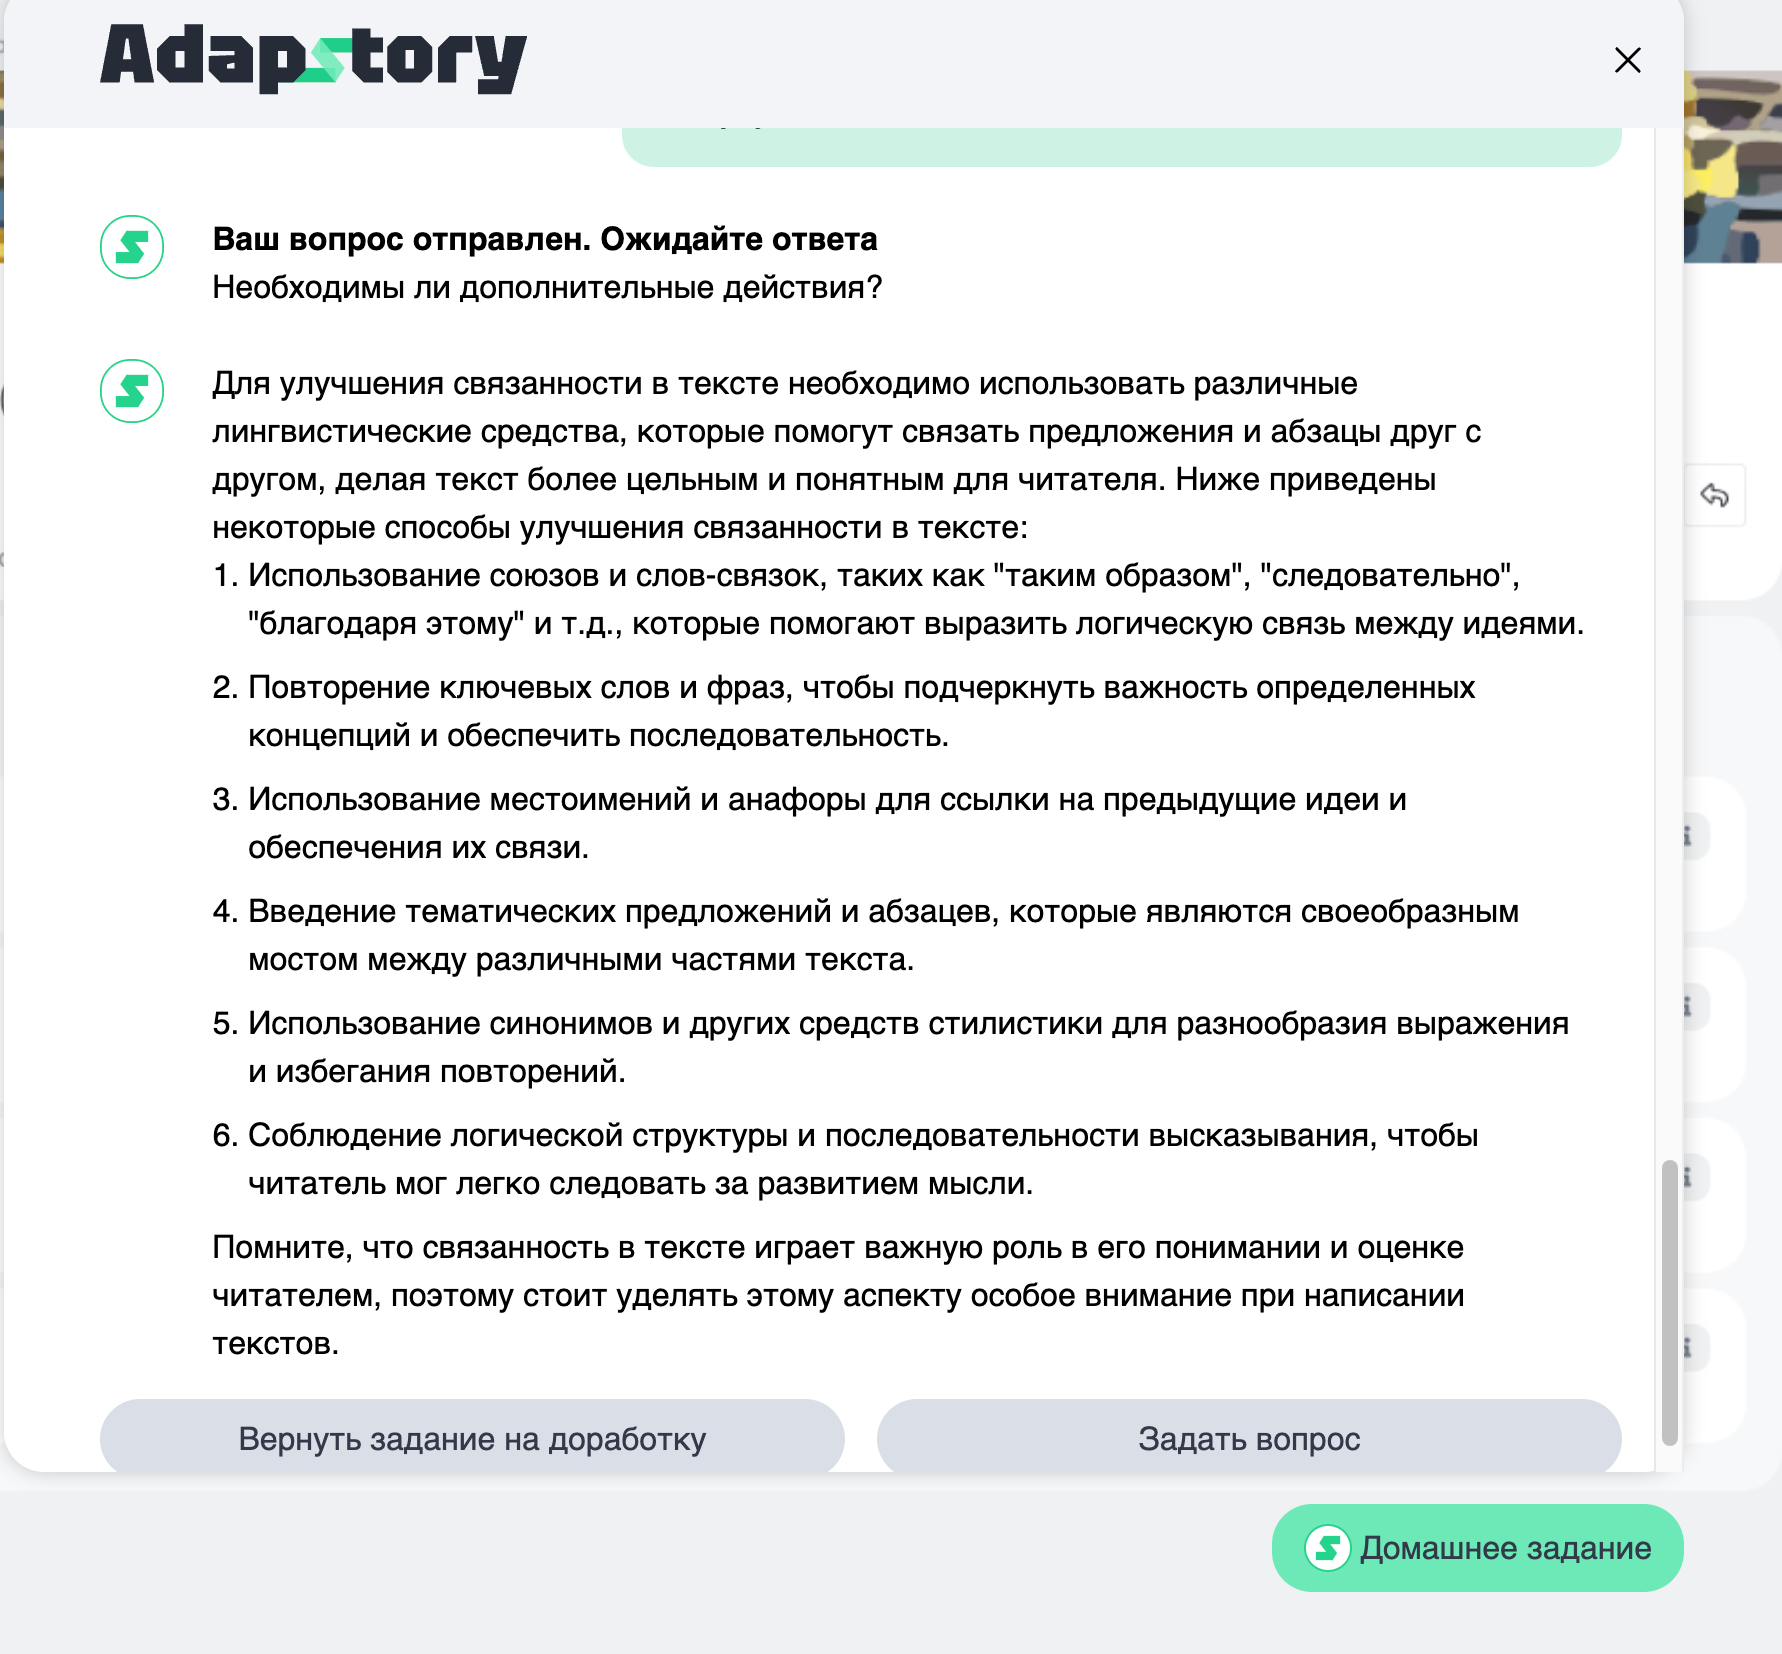 Adapstory
Ваш вопрос отправлен. Ожидайте ответа
Необходимы ли дополнительные действия?
Для улучшения связанности в тексте необходимо использовать различные
лингвистические средства, которые помогут связать предложения и абзацы друг с
другом, делая текст более цельным и понятным для читателя. Ниже приведены
некоторые способы улучшения связанности в тексте:
1. Использование союзов и слов-связок, таких как "таким образом", "следовательно",
"благодаря этому" и т.д., которые помогают выразить логическую связь между идеями.
2. Повторение ключевых слов и фраз, чтобы подчеркнуть важность определенных
концепций и обеспечить последовательность.
3. Использование местоимений и анафоры для ссылки на предыдущие идеи и
обеспечения их связи.
4. Введение тематических предложений и абзацев, которые являются своеобразным
мостом между различными частями текста.
5. Использование синонимов и других средств стилистики для разнообразия выражения
и избегания повторений.
6. Соблюдение логической структуры и последовательности высказывания, чтобы
читатель мог легко следовать за развитием мысли.
Помните, что связанность в тексте играет важную роль в его понимании и оценке
читателем, поэтому стоит уделять этому аспекту особое внимание при написании
текстов.
Вернуть задание на доработку
Задать вопрос
Домашнее задание